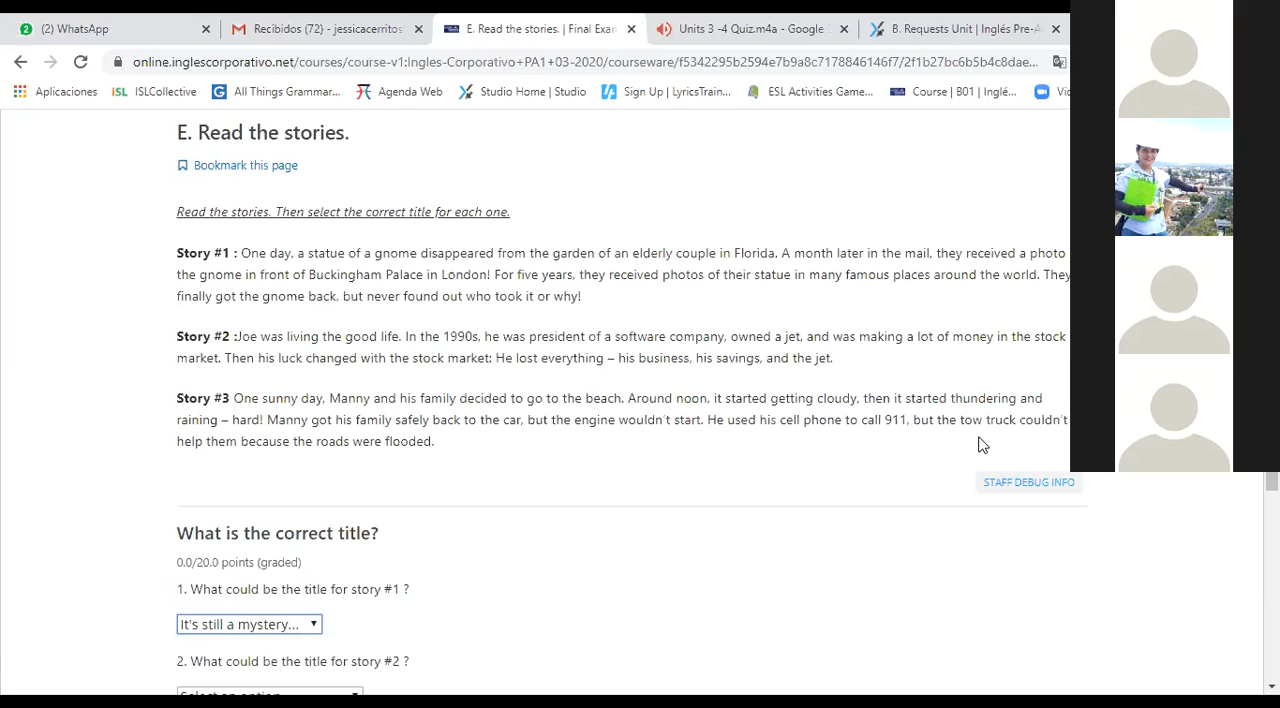 2 (2) WhatsApp × Recibidos (72) - jessicacerritos × E. Read the stories. | Final Exan × Units 3 -4 Quiz.m4a - Google × B. Requests Unit | Inglés Pre-A ×
online.inglescorporativo.net/courses/course-v1:Ingles-Corporativo+PA1+03-2020/courseware/f5342295b2594e7b9a8c7178846146f7/2f1b27bc6b5b4c8dae...
Aplicaciones iSL ISLCollective G All Things Grammar... Agenda Web Studio Home | Studio Sign Up | LyricsTrain... ESL Activities Game... Course | B01 | Inglé...
E. Read the stories.
Bookmark this page
Read the stories. Then select the correct title for each one.
Story #1 : One day, a statue of a gnome disappeared from the garden of an elderly couple in Florida. A month later in the mail, they received a photo
the gnome in front of Buckingham Palace in London! For five years, they received photos of their statue in many famous places around the world. They
finally got the gnome back, but never found out who took it or why!
Story #2 :Joe was living the good life. In the 1990s, he was president of a software company, owned a jet, and was making a lot of money in the stock
market. Then his luck changed with the stock market: He lost everything – his business, his savings, and the jet.
Story #3 One sunny day, Manny and his family decided to go to the beach. Around noon, it started getting cloudy, then it started thundering and
raining – hard! Manny got his family safely back to the car, but the engine wouldn't start. He used his cell phone to call 911, but the tow truck couldn't
help them because the roads were flooded.
STAFF DEBUG INFO
What is the correct title?
0.0/20.0 points (graded)
1. What could be the title for story #1 ?
It's still a mystery...
2. What could be the title for story #2 ?
Select an option